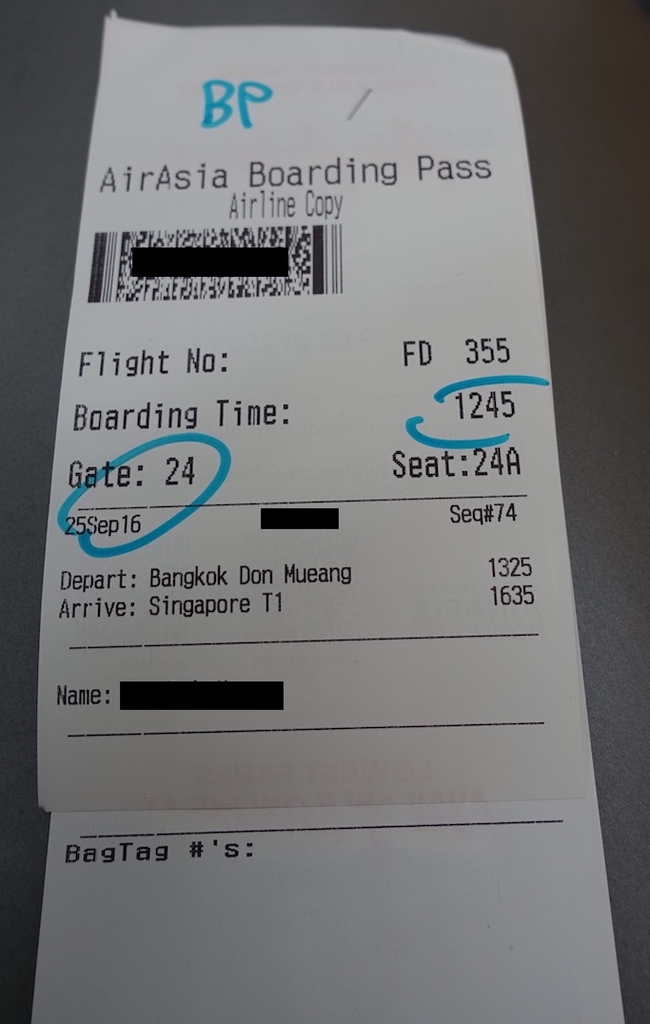 BP /
AirAsia Boarding Pass
Airline Copy
Flight No: FD 355
Boarding Time: 1245
Gate: 24 Seat:24A
25Sep16 Seq#74
Depart: Bangkok Don Mueang 1325
Arrive: Singapore T1 1635
Name:
BagTag #'s: